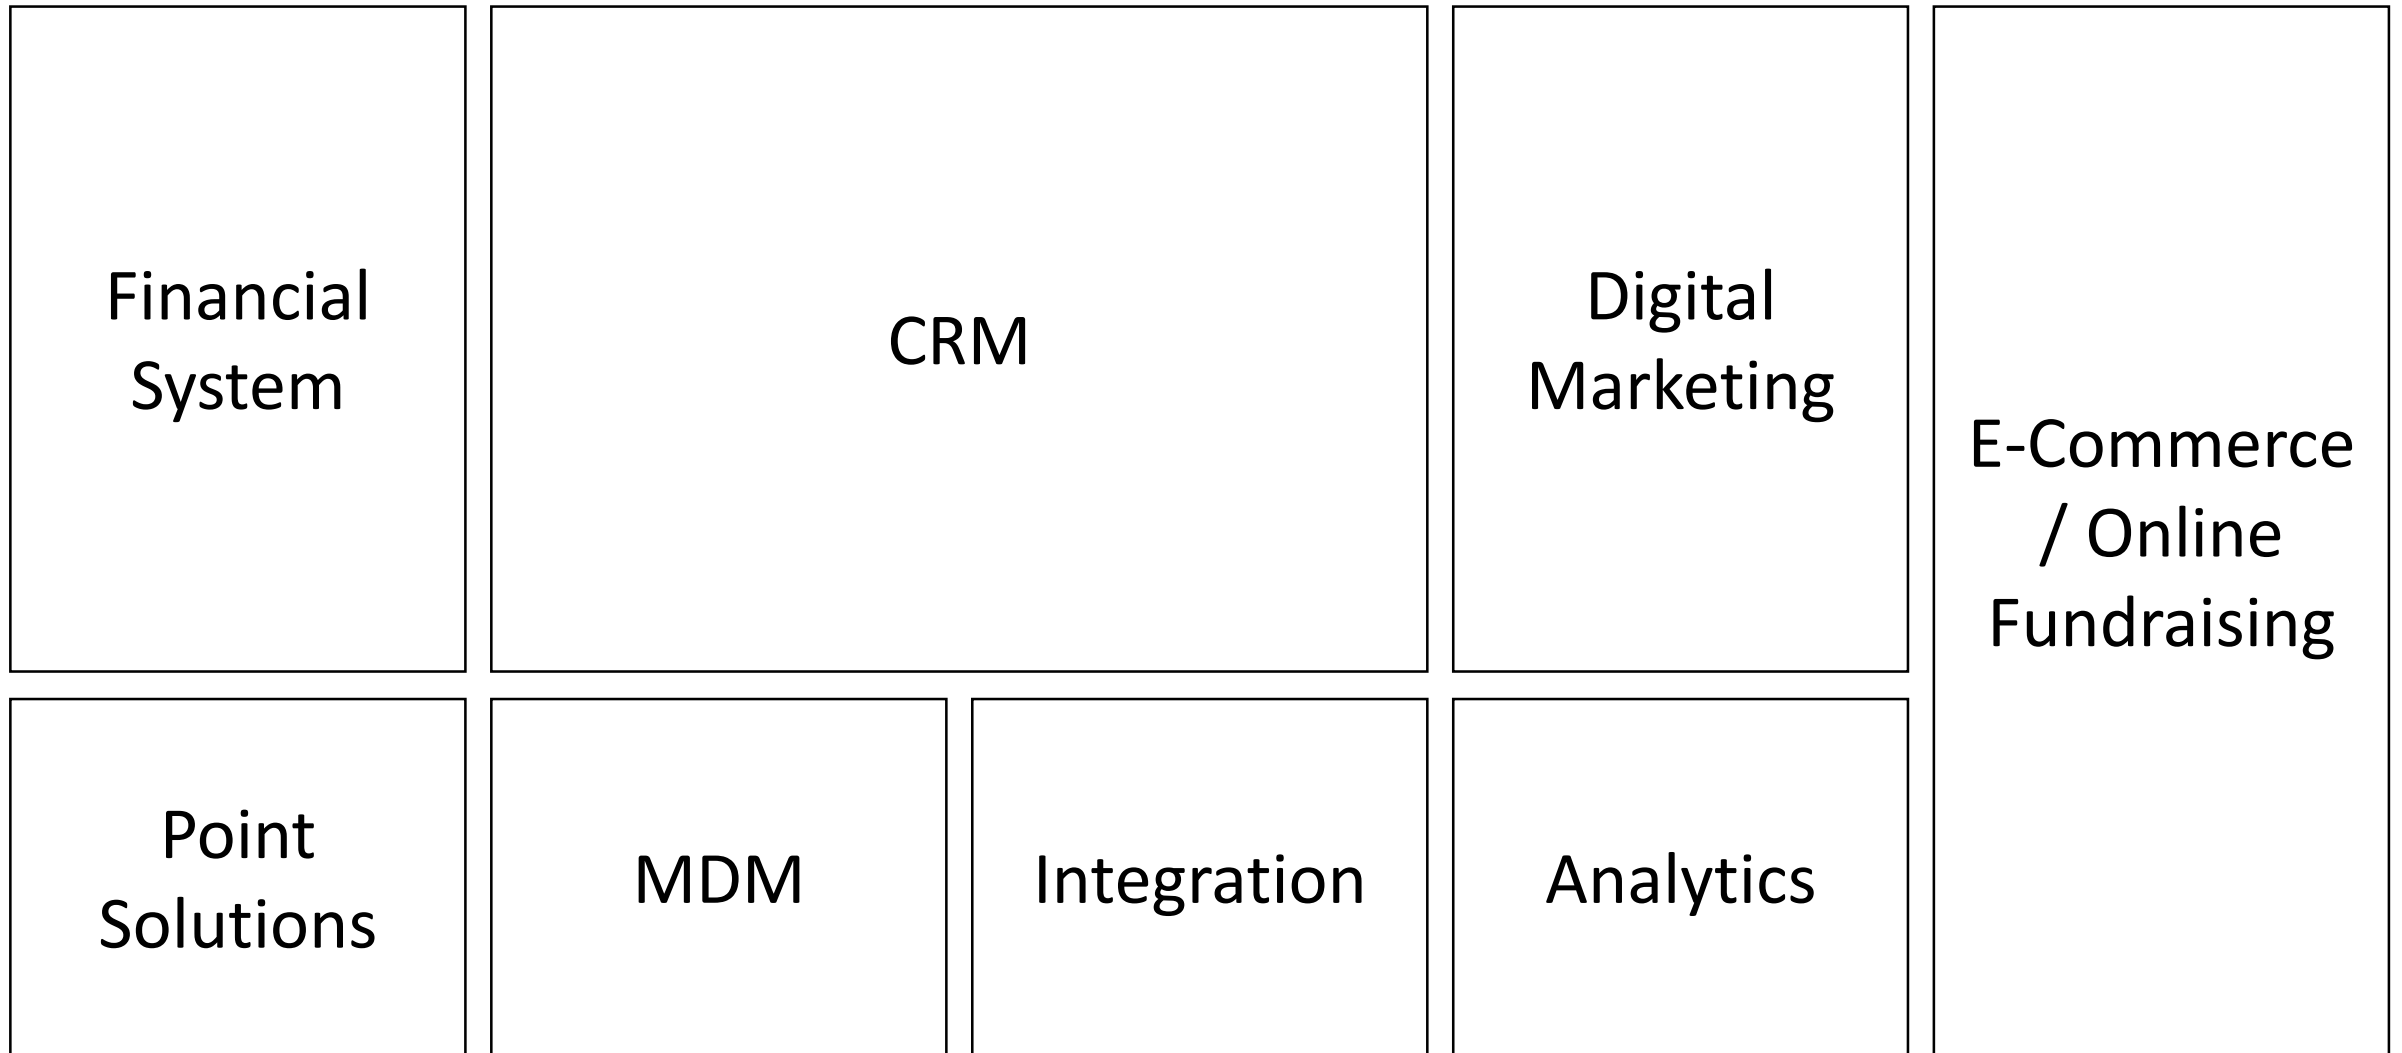 Financial
System
CRM
Digital
Marketing
E-Commerce
/ Online
Fundraising
Point
Solutions
MDM
Integration
Analytics